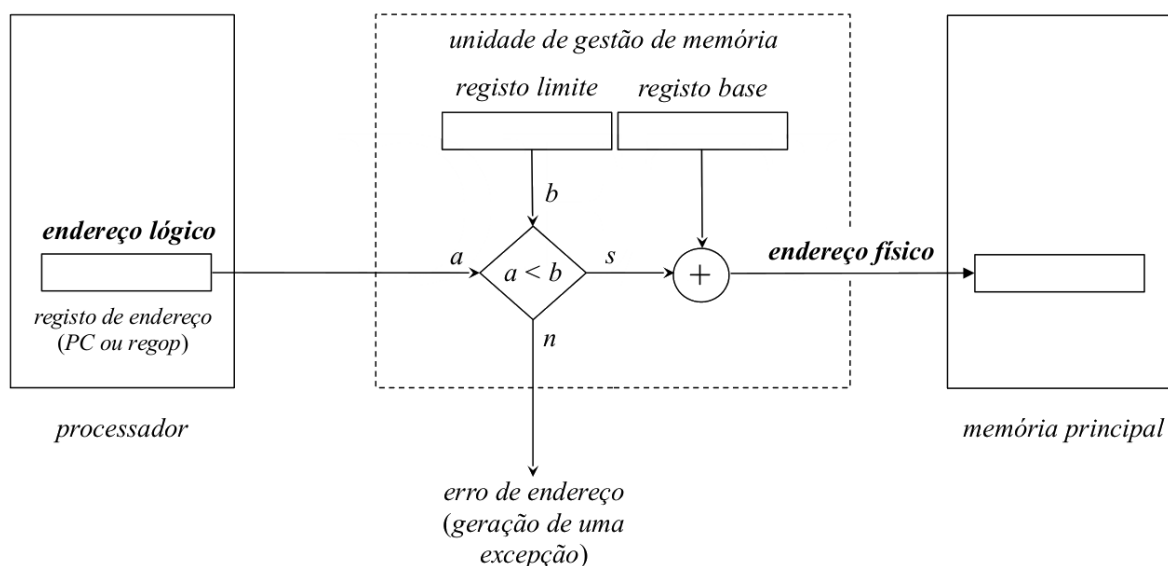 unidade de gestão de memória
registo limite
registo base
b
endereço lógico
a
a < b
s
+
endereço físico
registo de endereço
(PC ou regop)
n
processador
memória principal
erro de endereço
(geração de uma
excepção)